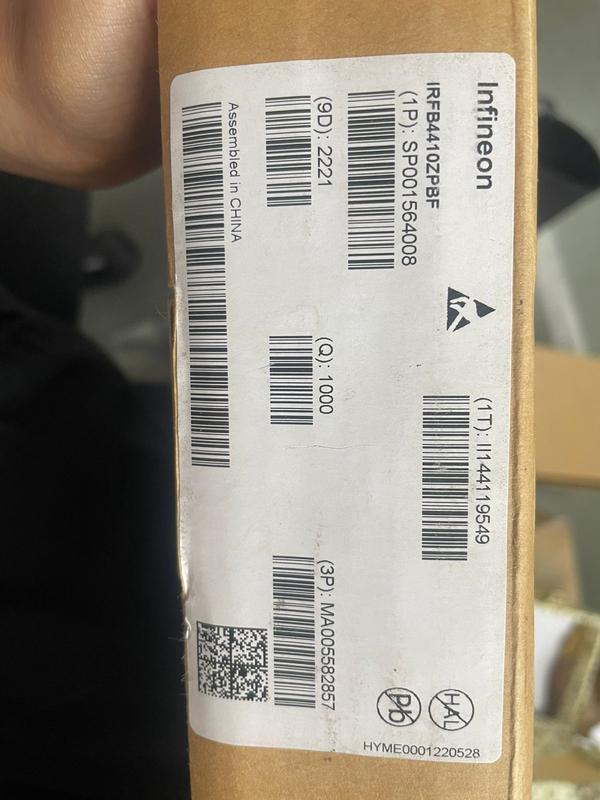 Infineon
IRFB4410ZPBF
(1P): SP001564008
(1T): II144119549
(9D): 2221
(Q): 1000
(3P): MA005582857
Assembled in CHINA
HAL
Pb
HYME0001220528